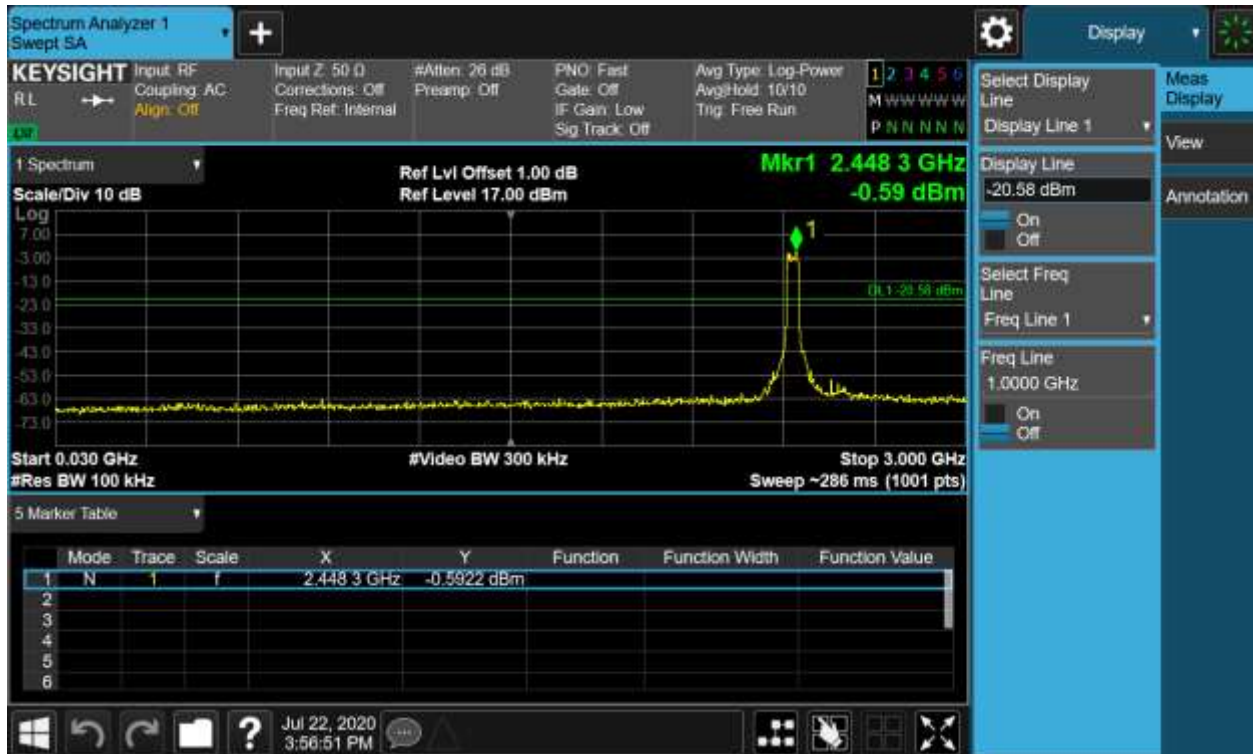 Spectrum Analyzer 1
Swept SA
+
Display
KEYSIGHT
RL
Input: RF
Coupling: AC
Align: Off
Input Z: 50 Ω
Corrections: Off
Freq Ref: Internal
#Atten: 26 dB
Preamp: Off
PNO: Fast
Gate: Off
IF Gain: Low
Sig Track: Off
Avg Type: Log-Power
Avg|Hold: 10/10
Trig: Free Run
1 2 3 4 5 6
M W W W W W
P N N N N N
1 Spectrum
Scale/Div 10 dB
Ref Lvl Offset 1.00 dB
Ref Level 17.00 dBm
Mkr1 2.448 3 GHz
-0.59 dBm
Log
7.00
-3.00
-13.0
-23.0
-33.0
-43.0
-53.0
-63.0
-73.0
1
DL1 -20.58 dBm
Start 0.030 GHz
#Video BW 300 kHz
Stop 3.000 GHz
#Res BW 100 kHz
Sweep ~286 ms (1001 pts)
5 Marker Table
Mode Trace Scale X Y Function Function Width Function Value
1 N 1 f 2.448 3 GHz -0.5922 dBm
2
3
4
5
6
Select Display
Line
Display Line 1
Display Line
-20.58 dBm
On
Off
Select Freq
Line
Freq Line 1
Freq Line
1.0000 GHz
On
Off
Meas
Display
View
Annotation
?
Jul 22, 2020
3:56:51 PM